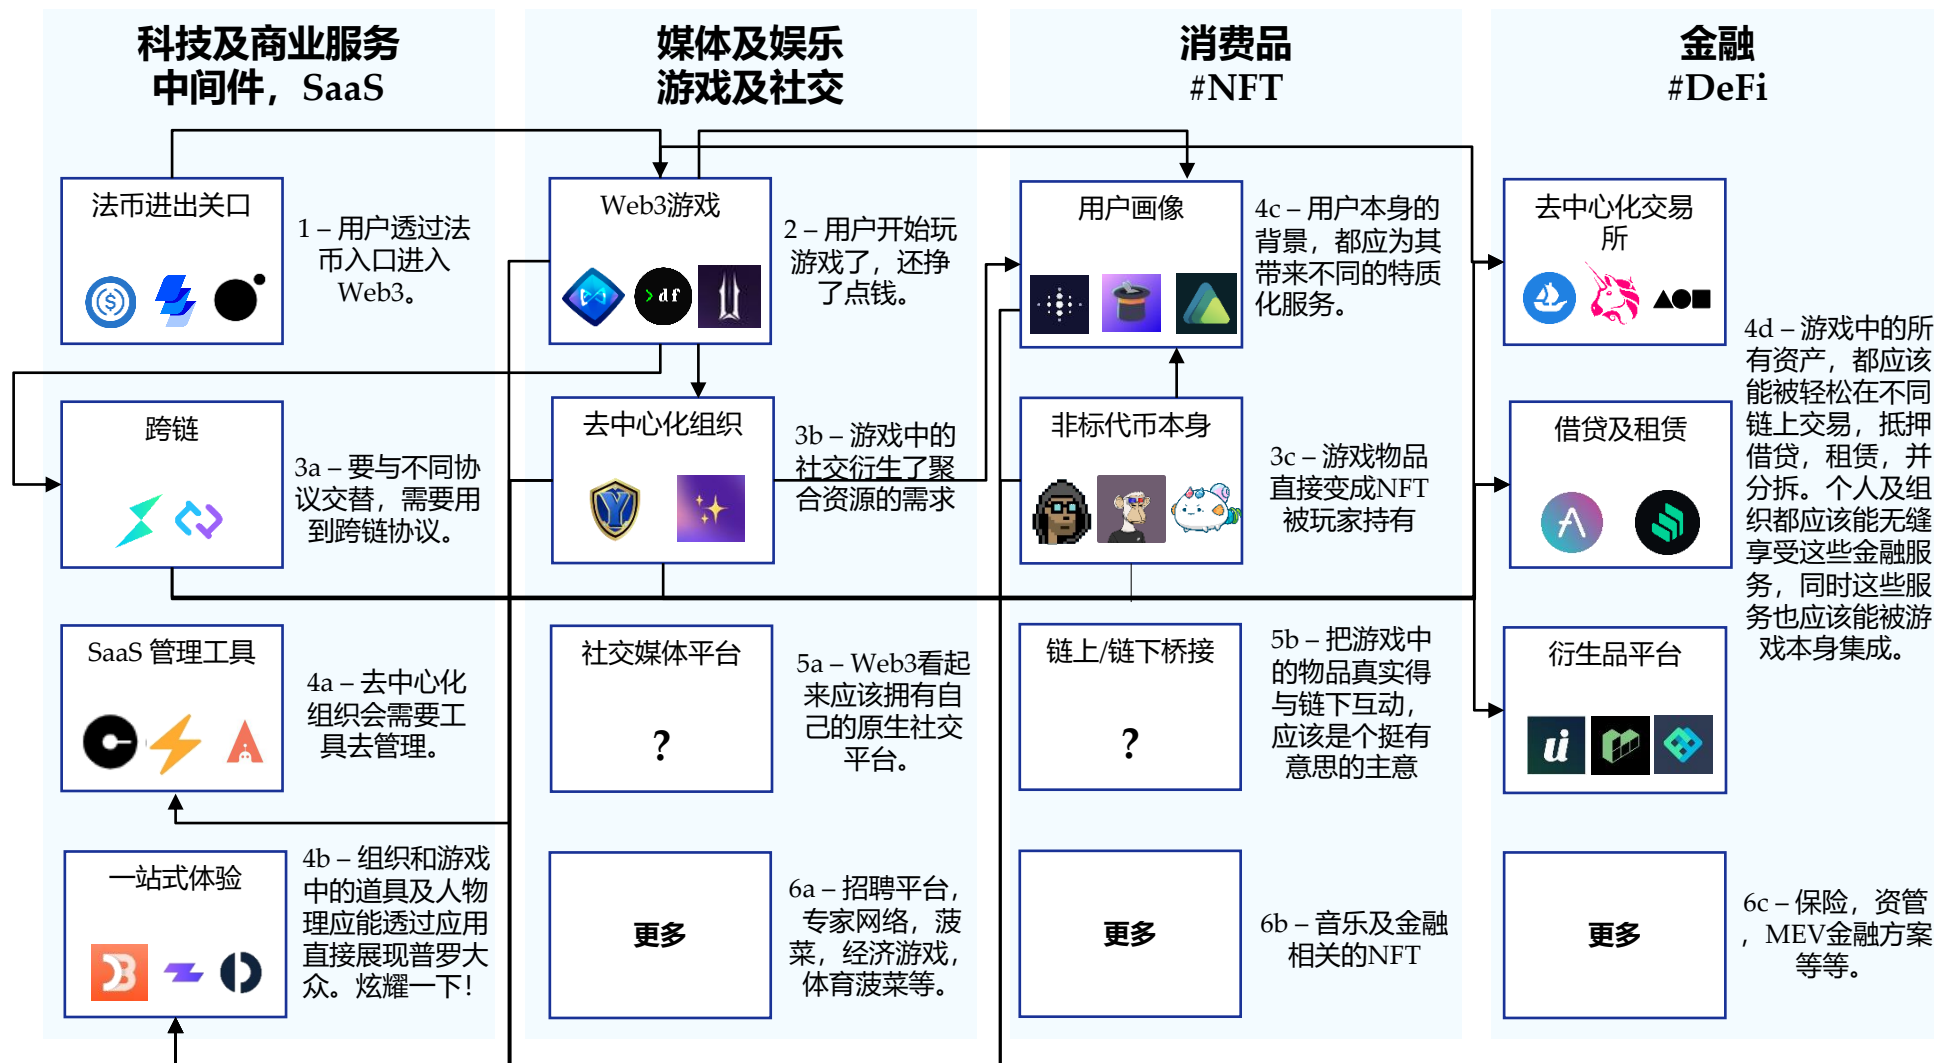 科技及商业服务
中间件，SaaS
法币进出关口
1 – 用户透过法
币入口进入
Web3。
跨链
3a – 要与不同协
议交替，需要用
到跨链协议。
SaaS 管理工具
4a – 去中心化
组织会需要工
具去管理。
一站式体验
4b – 组织和游戏
中的道具及人物
理应能透过应用
直接展现普罗大
众。炫耀一下！
媒体及娱乐
游戏及社交
Web3游戏
df
2 – 用户开始玩
游戏了，还挣
了点钱。
去中心化组织
3b – 游戏中的
社交衍生了聚
合资源的需求
社交媒体平台
?
5a – Web3看起
来应该拥有自
己的原生社交
平台。
更多
6a – 招聘平台，
专家网络，菠
菜，经济游戏，
体育菠菜等。
消费品
#NFT
用户画像
4c – 用户本身的
背景，都应为其
带来不同的特质
化服务。
非标代币本身
3c – 游戏物品
直接变成NFT
被玩家持有
链上/链下桥接
?
5b – 把游戏中
的物品真实得
与链下互动，
应该是个挺有
意思的主意
更多
6b – 音乐及金融
相关的NFT
金融
#DeFi
去中心化交易
所
借贷及租赁
衍生品平台
更多
4d – 游戏中的所
有资产，都应该
能被轻松在不同
链上交易，抵押
借贷，租赁，并
分拆。个人及组
织都应该能无缝
享受这些金融服
务，同时这些服
务也应该能被游
戏本身集成。
6c – 保险，资管
，MEV金融方案
等等。